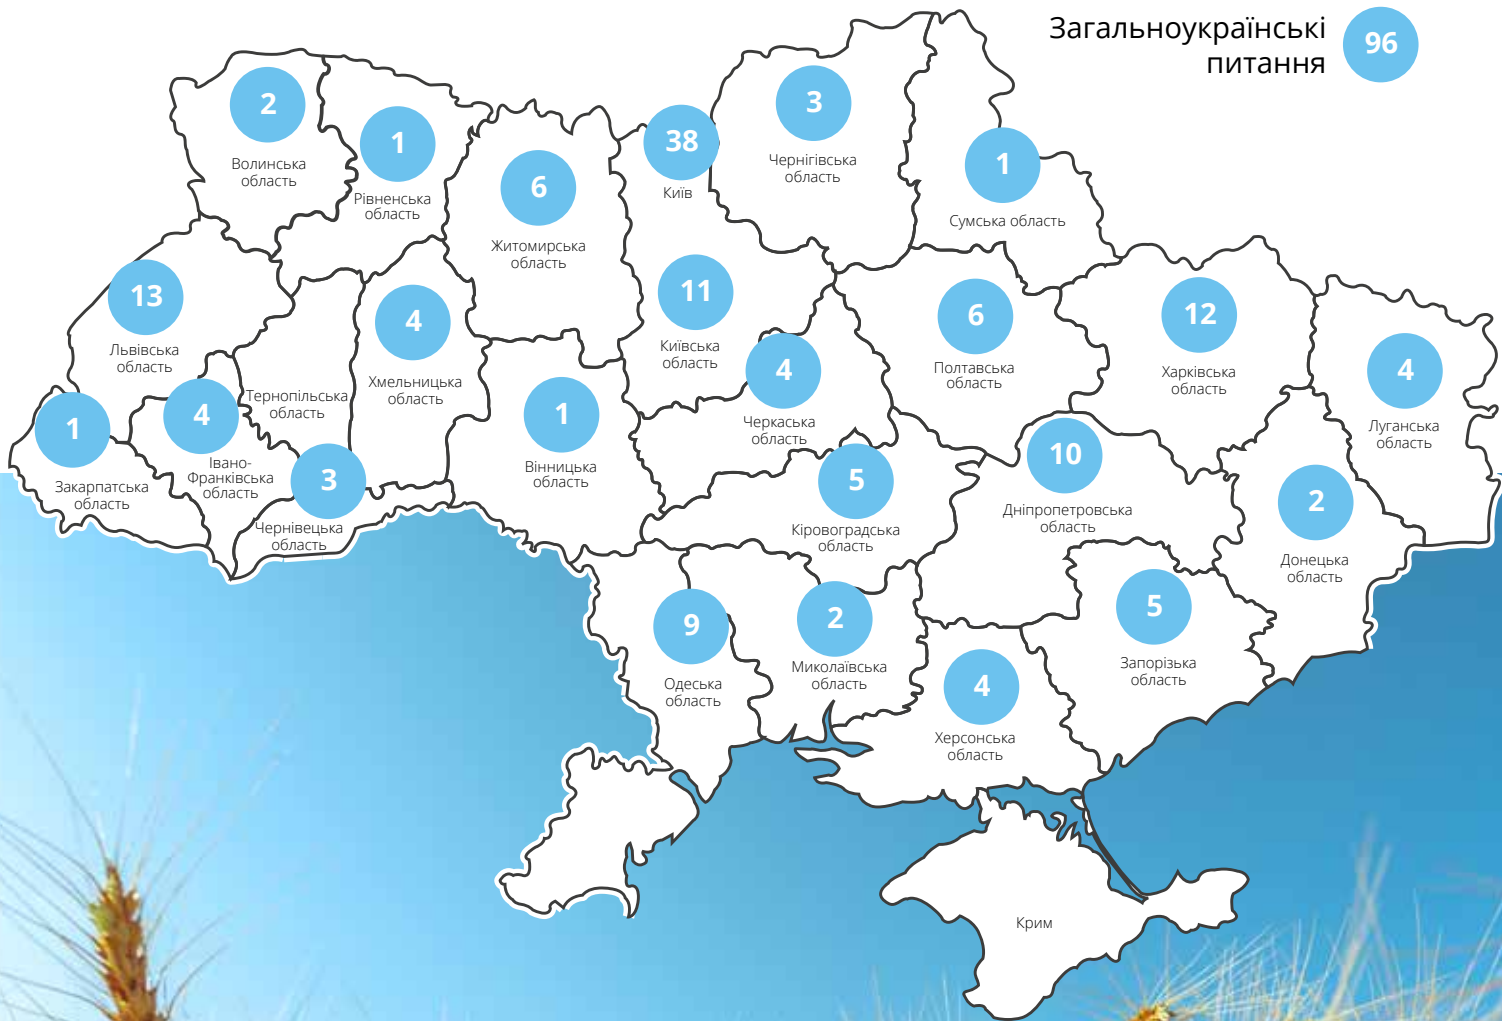 Загальноукраїнські
питання
96
2
Волинська
область
1
Рівненська
область
6
Житомирська
область
38
Київ
3
Чернігівська
область
1
Сумська область
13
Львівська
область
4
Хмельницька
область
Тернопільська
область
11
Київська
область
4
Черкаська
область
6
Полтавська
область
12
Харківська
область
4
Луганська
область
1
Закарпатська
область
4
Івано-
Франківська
область
3
Чернівецька
область
1
Вінницька
область
5
Кіровоградська
область
10
Дніпропетровська
область
2
Донецька
область
9
Одеська
область
2
Миколаївська
область
4
Херсонська
область
5
Запорізька
область
Крим